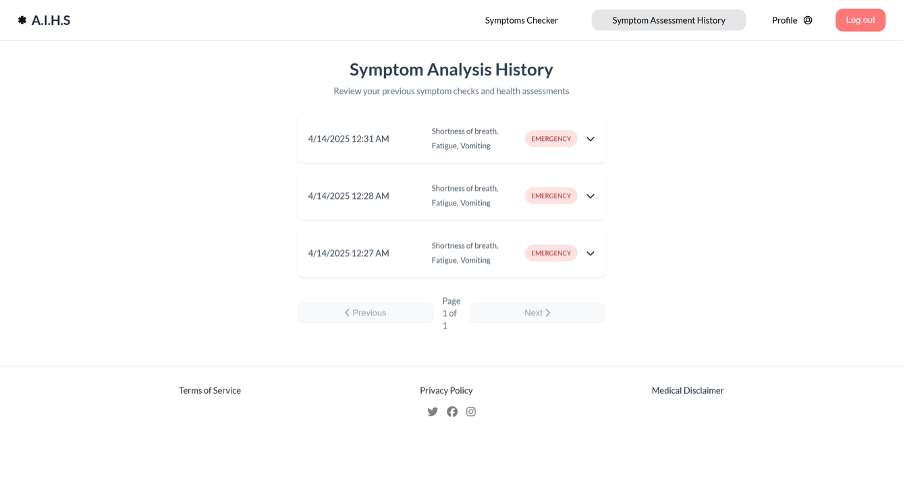 A.I.H.S
Symptoms Checker
Symptom Assessment History
Profile
Log out
Symptom Analysis History
Review your previous symptom checks and health assessments
4/14/2025 12:31 AM
Shortness of breath,
Fatigue, Vomiting
EMERGENCY
4/14/2025 12:28 AM
Shortness of breath,
Fatigue, Vomiting
EMERGENCY
4/14/2025 12:27 AM
Shortness of breath,
Fatigue, Vomiting
EMERGENCY
Previous
Page
1 of
1
Next
Terms of Service
Privacy Policy
Medical Disclaimer